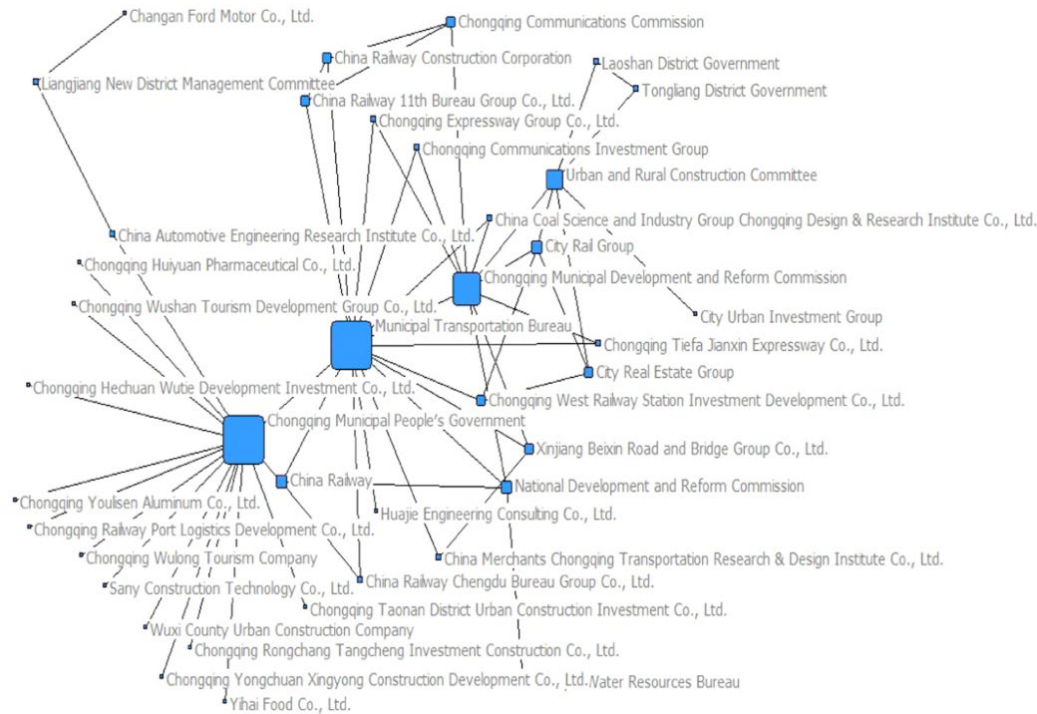 Changan Ford Motor Co., Ltd.
Chongqing Communications Commission
China Railway Construction Corporation
Laoshan District Government
Liangjiang New District Management Committee
Tongliang District Government
China Railway 11th Bureau Group Co., Ltd.
Chongqing Expressway Group Co., Ltd.
Chongqing Communications Investment Group
Urban and Rural Construction Committee
China Coal Science and Industry Group Chongqing Design & Research Institute Co., Ltd.
China Automotive Engineering Research Institute Co., Ltd.
City Rail Group
Chongqing Huiyuan Pharmaceutical Co., Ltd.
Chongqing Municipal Development and Reform Commission
Chongqing Wushan Tourism Development Group Co., Ltd.
City Urban Investment Group
Municipal Transportation Bureau
Chongqing Tiefa Jianxin Expressway Co., Ltd.
City Real Estate Group
Chongqing Hechuan Wutie Development Investment Co., Ltd.
Chongqing West Railway Station Investment Development Co., Ltd.
Chongqing Municipal People's Government
Xinjiang Beixin Road and Bridge Group Co., Ltd.
China Railway
National Development and Reform Commission
Chongqing Youlisen Aluminum Co., Ltd.
Huajie Engineering Consulting Co., Ltd.
Chongqing Railway Port Logistics Development Co., Ltd.
Chongqing Wulong Tourism Company
China Merchants Chongqing Transportation Research & Design Institute Co., Ltd.
China Railway Chengdu Bureau Group Co., Ltd.
Sany Construction Technology Co., Ltd.
Chongqing Taonan District Urban Construction Investment Co., Ltd.
Wuxi County Urban Construction Company
Chongqing Rongchang Tangcheng Investment Construction Co., Ltd.
Chongqing Yongchuan Xingyong Construction Development Co., Ltd.
Water Resources Bureau
Yihai Food Co., Ltd.